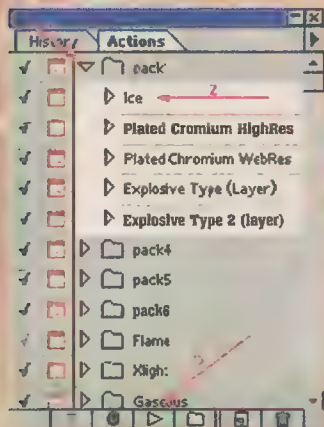 History Actions
pack
Ice 2
Plated Cromium HighRes
Plated Chromium WebRes
Explosive Type (Layer)
Explosive Type 2 (layer)
pack4
pack5
pack6
Flame
Xlight
Gaseous